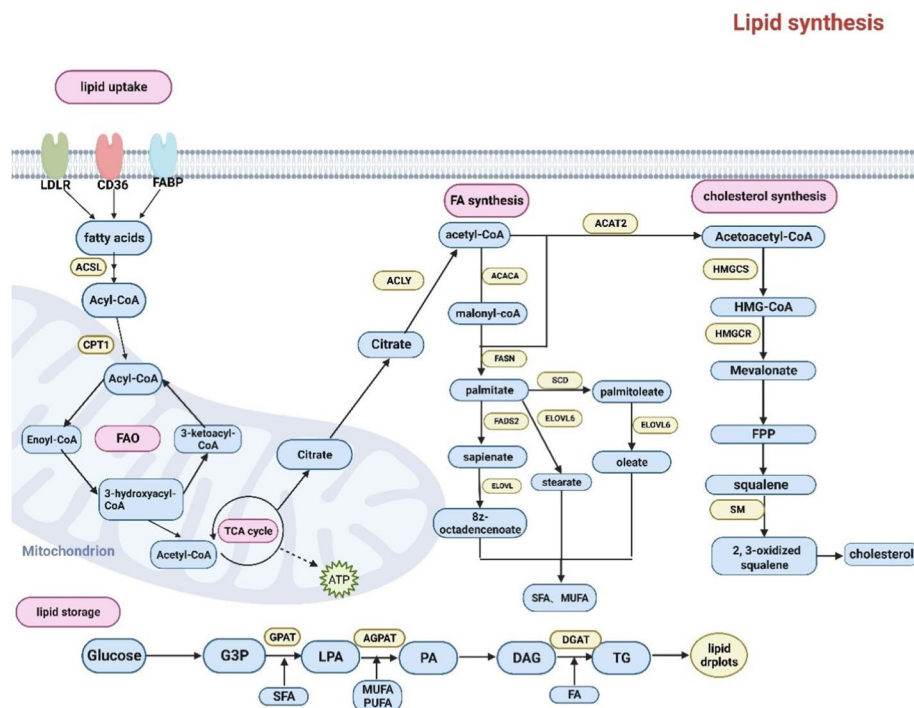 Lipid synthesis
lipid uptake
LDLR
CD36
FABP
fatty acids
ACSL
Acyl-CoA
CPT1
Acyl-CoA
Enoyl-CoA
FAO
3-ketoacyl-
CoA
3-hydroxyacyl-
CoA
Acetyl-CoA
TCA cycle
ATP
Mitochondrion
Citrate
Citrate
ACLY
FA synthesis
acetyl-CoA
ACACA
malonyl-coA
FASN
palmitate
SCD
palmitoleate
FADS2
ELOVL6
ELOVL6
sapienate
stearate
oleate
ELOVL
8z-
octadencenoate
SFA、MUFA
ACAT2
cholesterol synthesis
Acetoacetyl-CoA
HMGCS
HMG-CoA
HMGCR
Mevalonate
FPP
squalene
SM
2, 3-oxidized
squalene
cholesterol
lipid storage
Glucose
G3P
GPAT
SFA
LPA
AGPAT
MUFA
PUFA
PA
DAG
DGAT
FA
TG
lipid
drplots